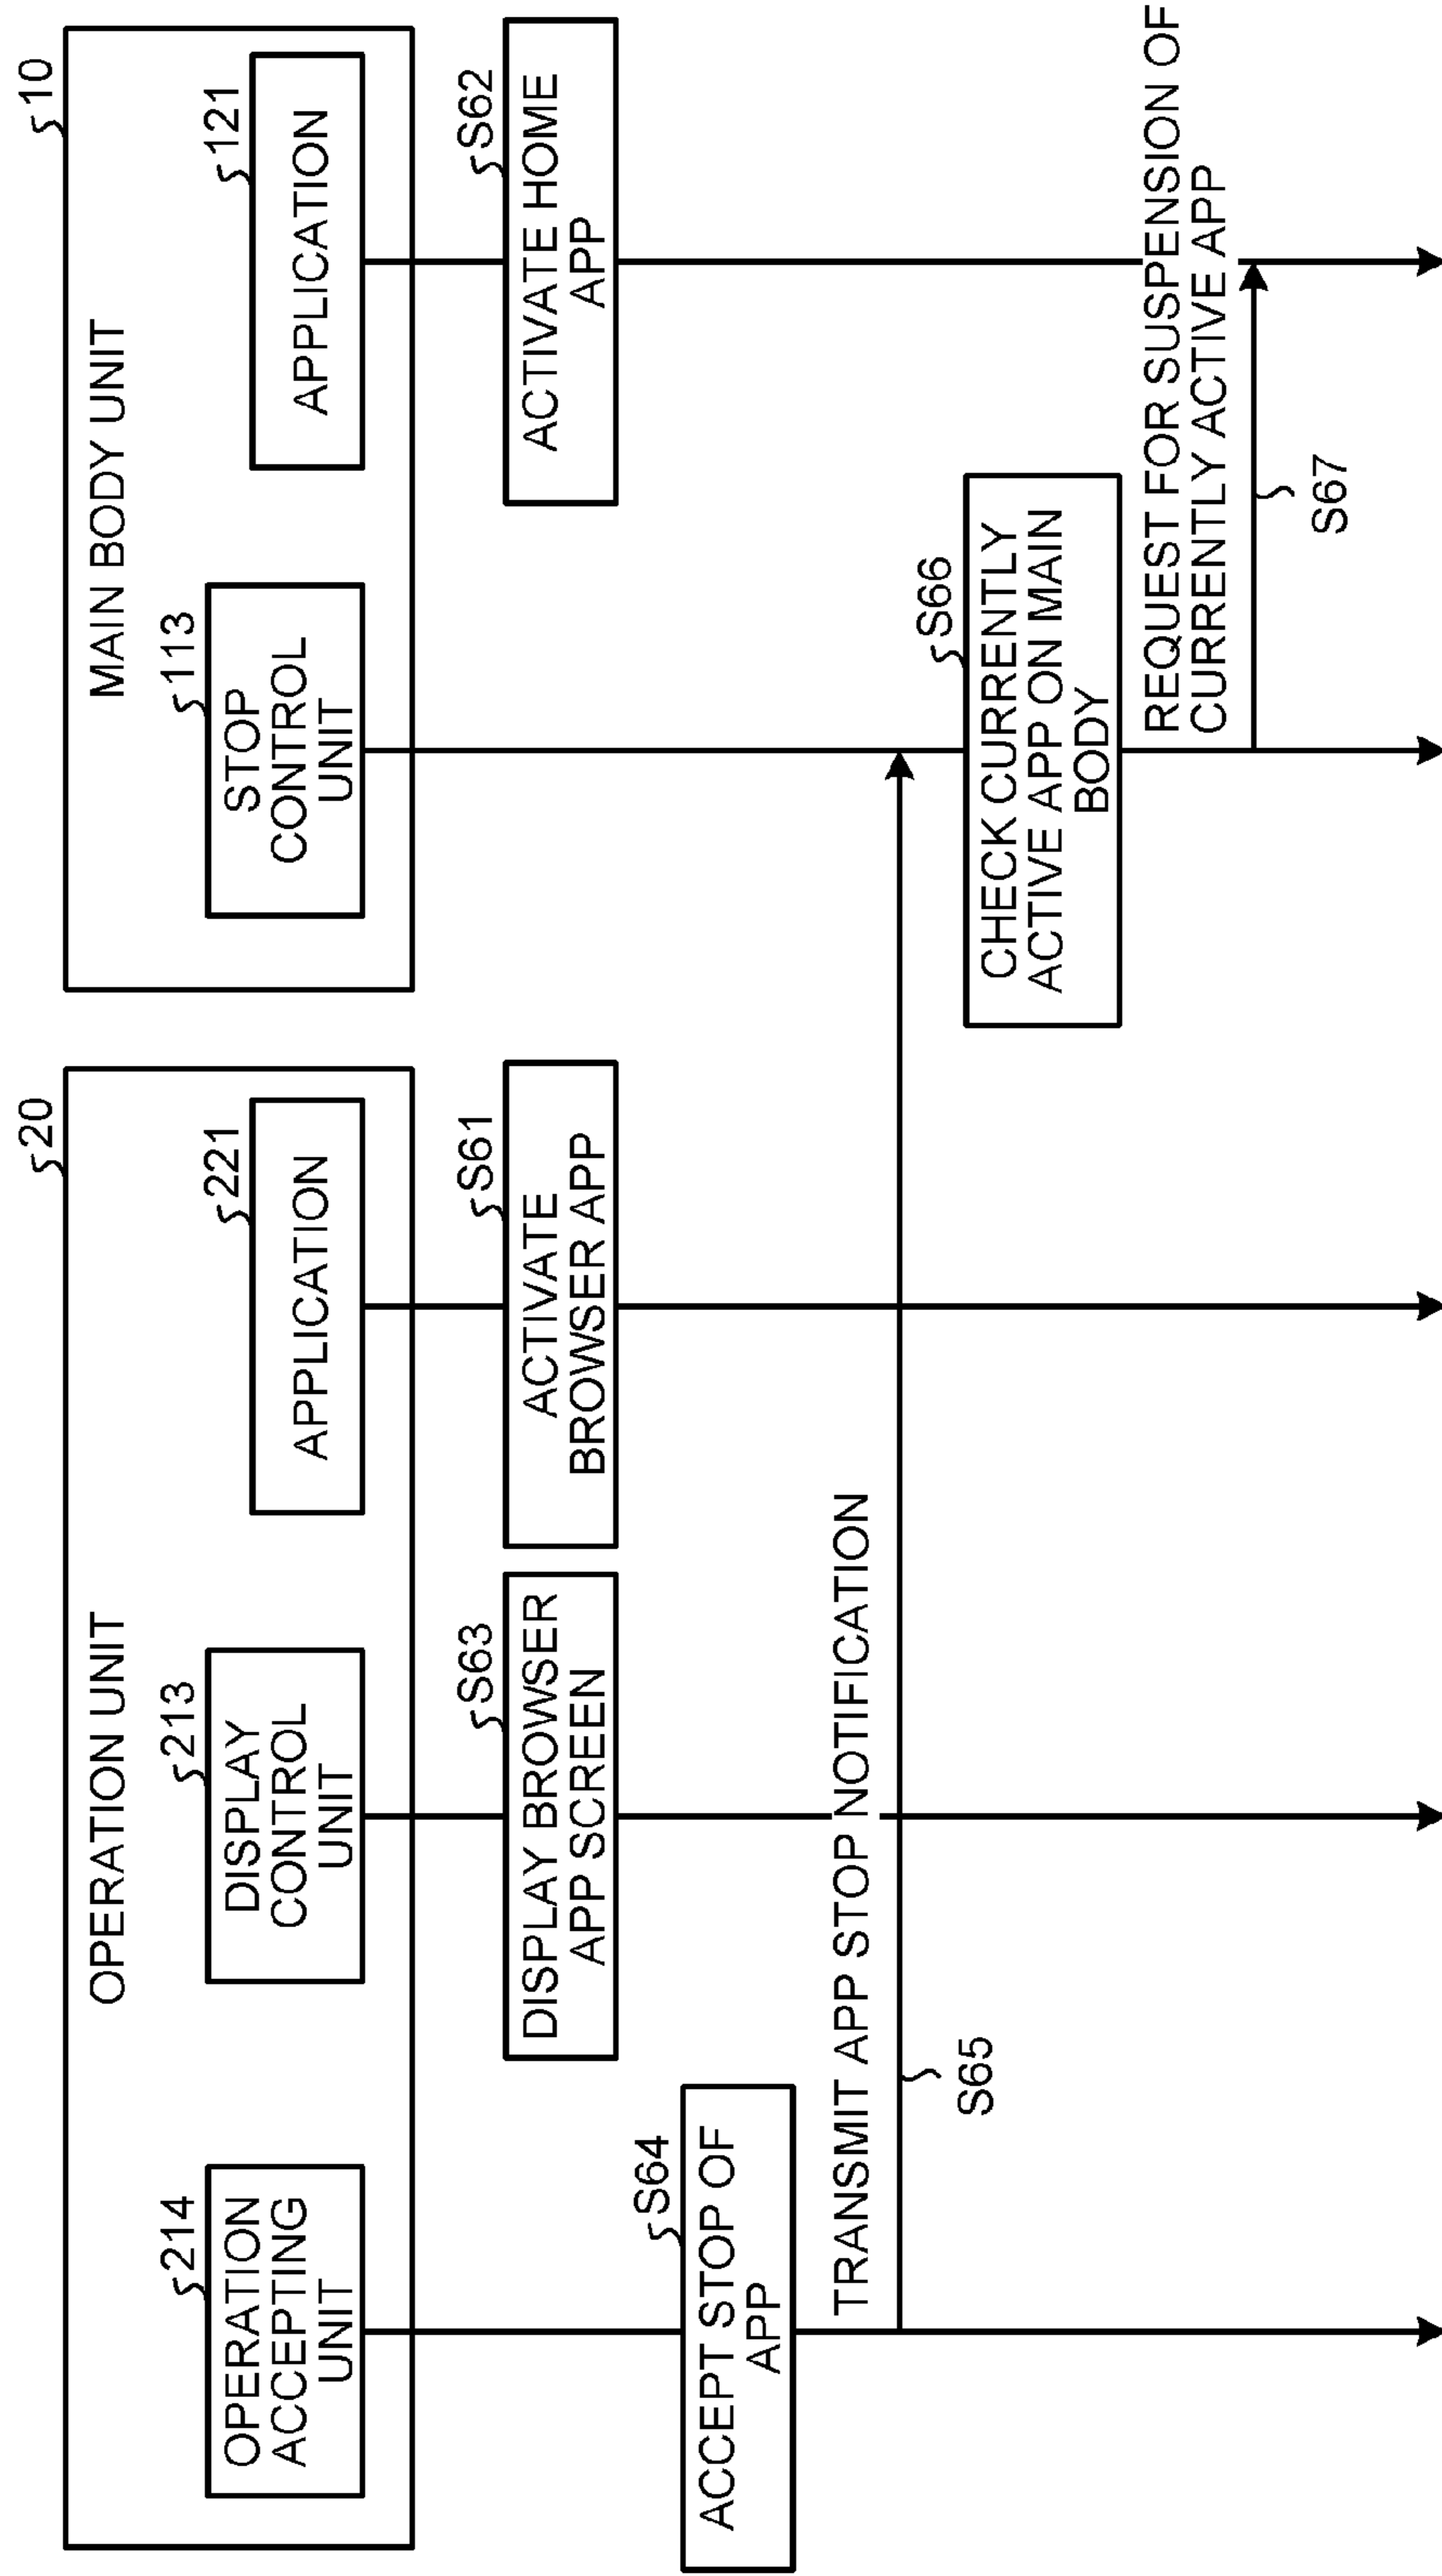 20
OPERATION UNIT
214
OPERATION
ACCEPTING
UNIT
213
DISPLAY
CONTROL
UNIT
221
APPLICATION
10
MAIN BODY UNIT
113
STOP
CONTROL
UNIT
121
APPLICATION
S63
DISPLAY BROWSER
APP SCREEN
S61
ACTIVATE
BROWSER APP
S62
ACTIVATE HOME
APP
S64
ACCEPT STOP OF
APP
TRANSMIT APP STOP NOTIFICATION
S65
S66
CHECK CURRENTLY
ACTIVE APP ON MAIN
BODY
REQUEST FOR SUSPENSION OF
CURRENTLY ACTIVE APP
S67